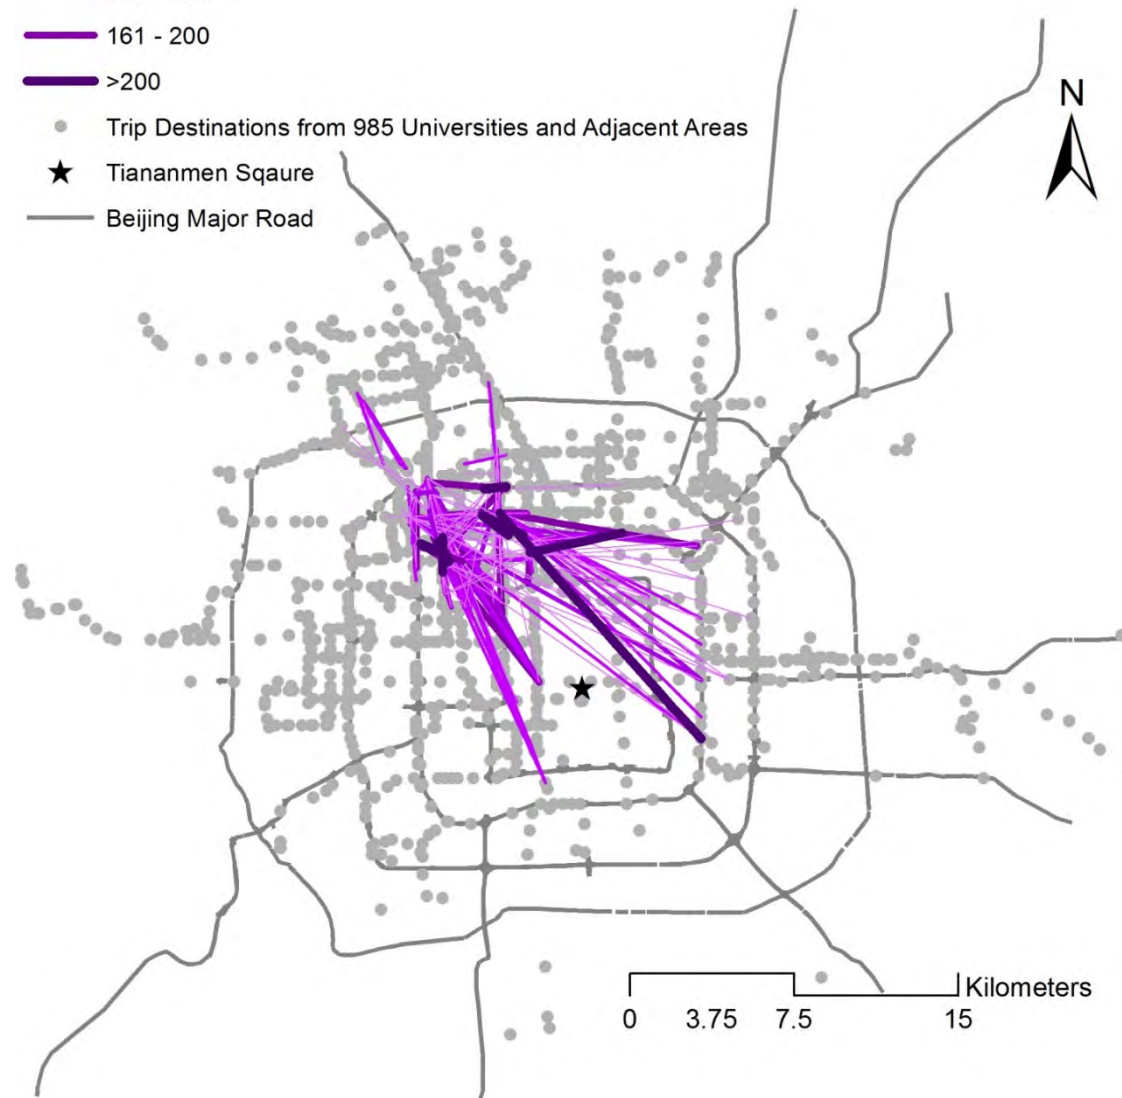 161 - 200
>200
Trip Destinations from 985 Universities and Adjacent Areas
Tiananmen Sqaure
Beijing Major Road
N
Kilometers
0 3.75 7.5 15